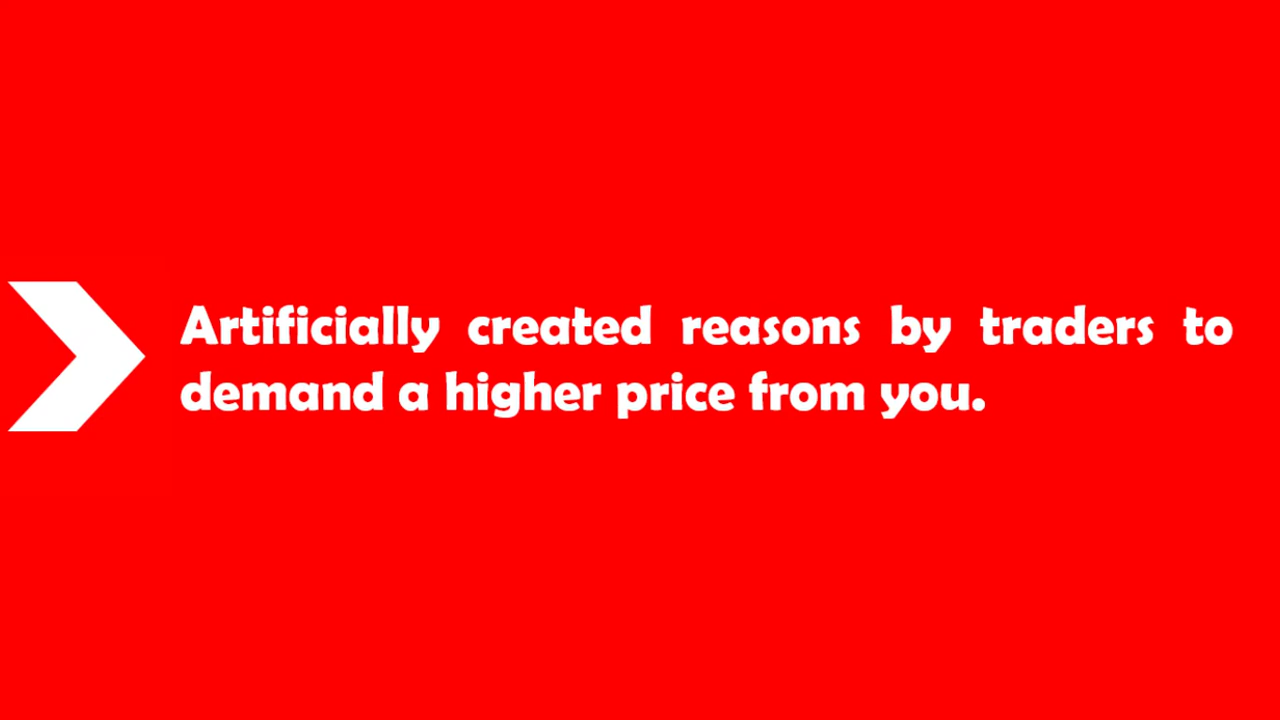 Artificially created reasons by traders to
demand a higher price from you.